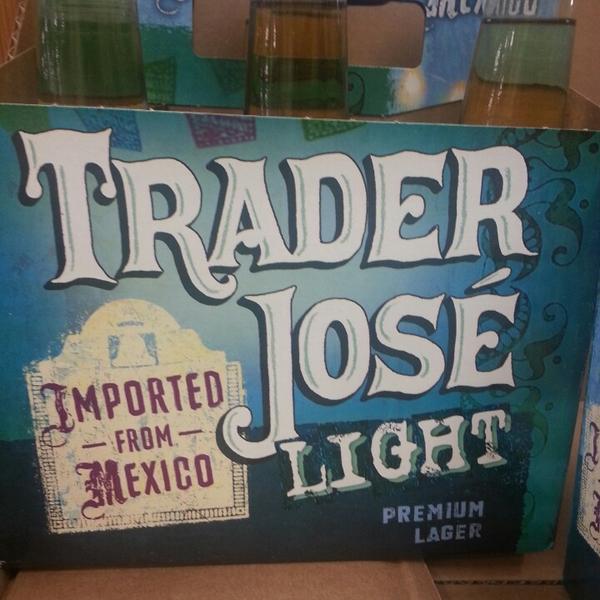 TRADER
JOSÉ
LIGHT
IMPORTED
— FROM —
MEXICO
PREMIUM
LAGER